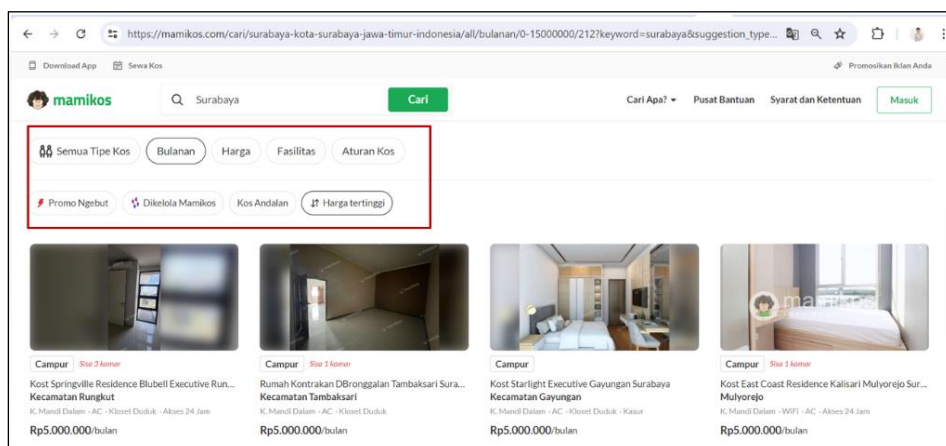 https://mamikos.com/cari/surabaya-kota-surabaya-jawa-timur-indonesia/all/bulanan/0-15000000/212?keyword=surabaya&suggestion_type...
Download App Sewa Kos Promosikan Iklan Anda
mamikos Surabaya Cari Cari Apa? Pusat Bantuan Syarat dan Ketentuan Masuk
Semua Tipe Kos Bulanan Harga Fasilitas Aturan Kos
Promo Ngebut Dikelola Mamikos Kos Andalan Harga tertinggi
mamikos
Campur Sisa 3 kamar Campur Sisa 1 kamar Campur Campur Sisa 1 kamar
Kost Springville Residence Blubell Executive Run... Rumah Kontrakan DBronggalan Tambaksari Sura... Kost Starlight Executive Gayungan Surabaya Kost East Coast Residence Kalisari Mulyorejo Sur...
Kecamatan Rungkut Kecamatan Tambaksari Kecamatan Gayungan Mulyorejo
K. Mandi Dalam - AC - Kloset Duduk - Akses 24 Jam K. Mandi Dalam - AC - Kloset Duduk K. Mandi Dalam - AC - Kloset Duduk - Kasur K. Mandi Dalam - WiFi - AC - Akses 24 Jam
Rp5.000.000/bulan Rp5.000.000/bulan Rp5.000.000/bulan Rp5.000.000/bulan